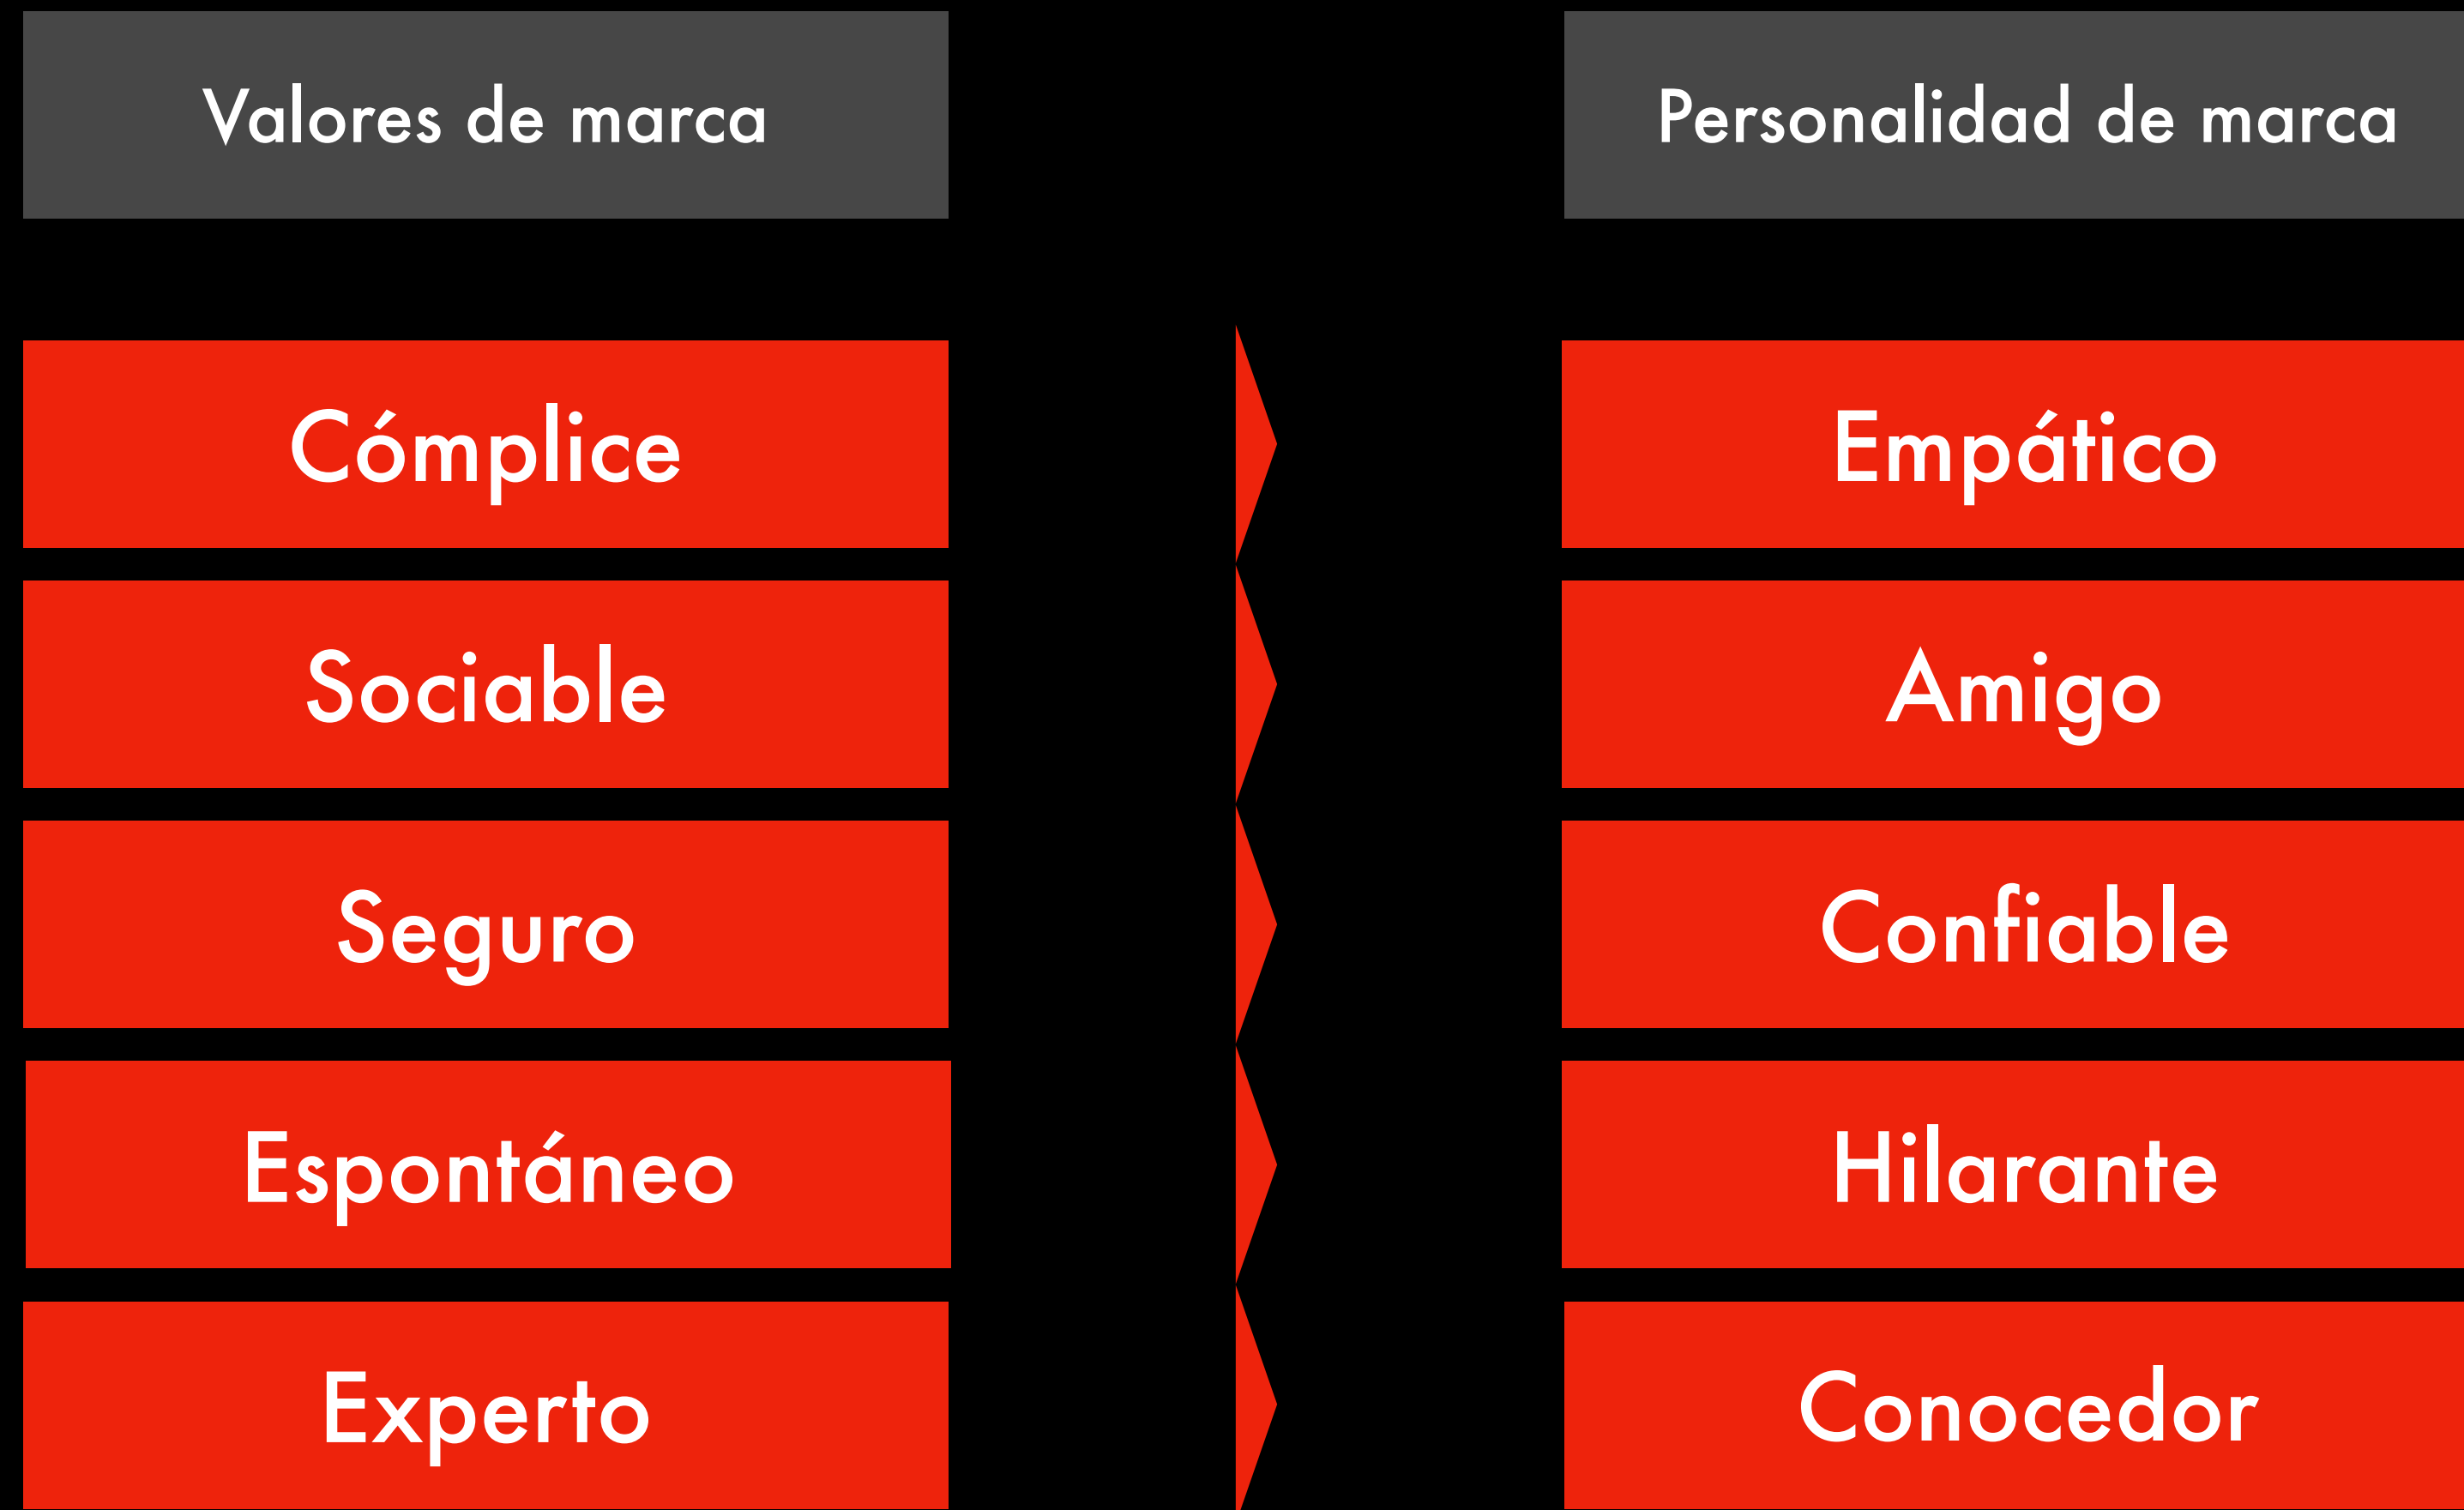 Valores de marca
Personalidad de marca
Cómplice
Empático
Sociable
Amigo
Seguro
Confiable
Espontáneo
Hilarante
Experto
Conocedor